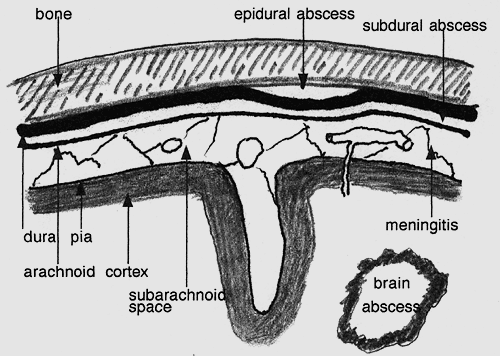 bone
epidural abscess
subdural abscess
dura
pia
meningitis
arachnoid
cortex
subarachnoid
space
brain
abscess